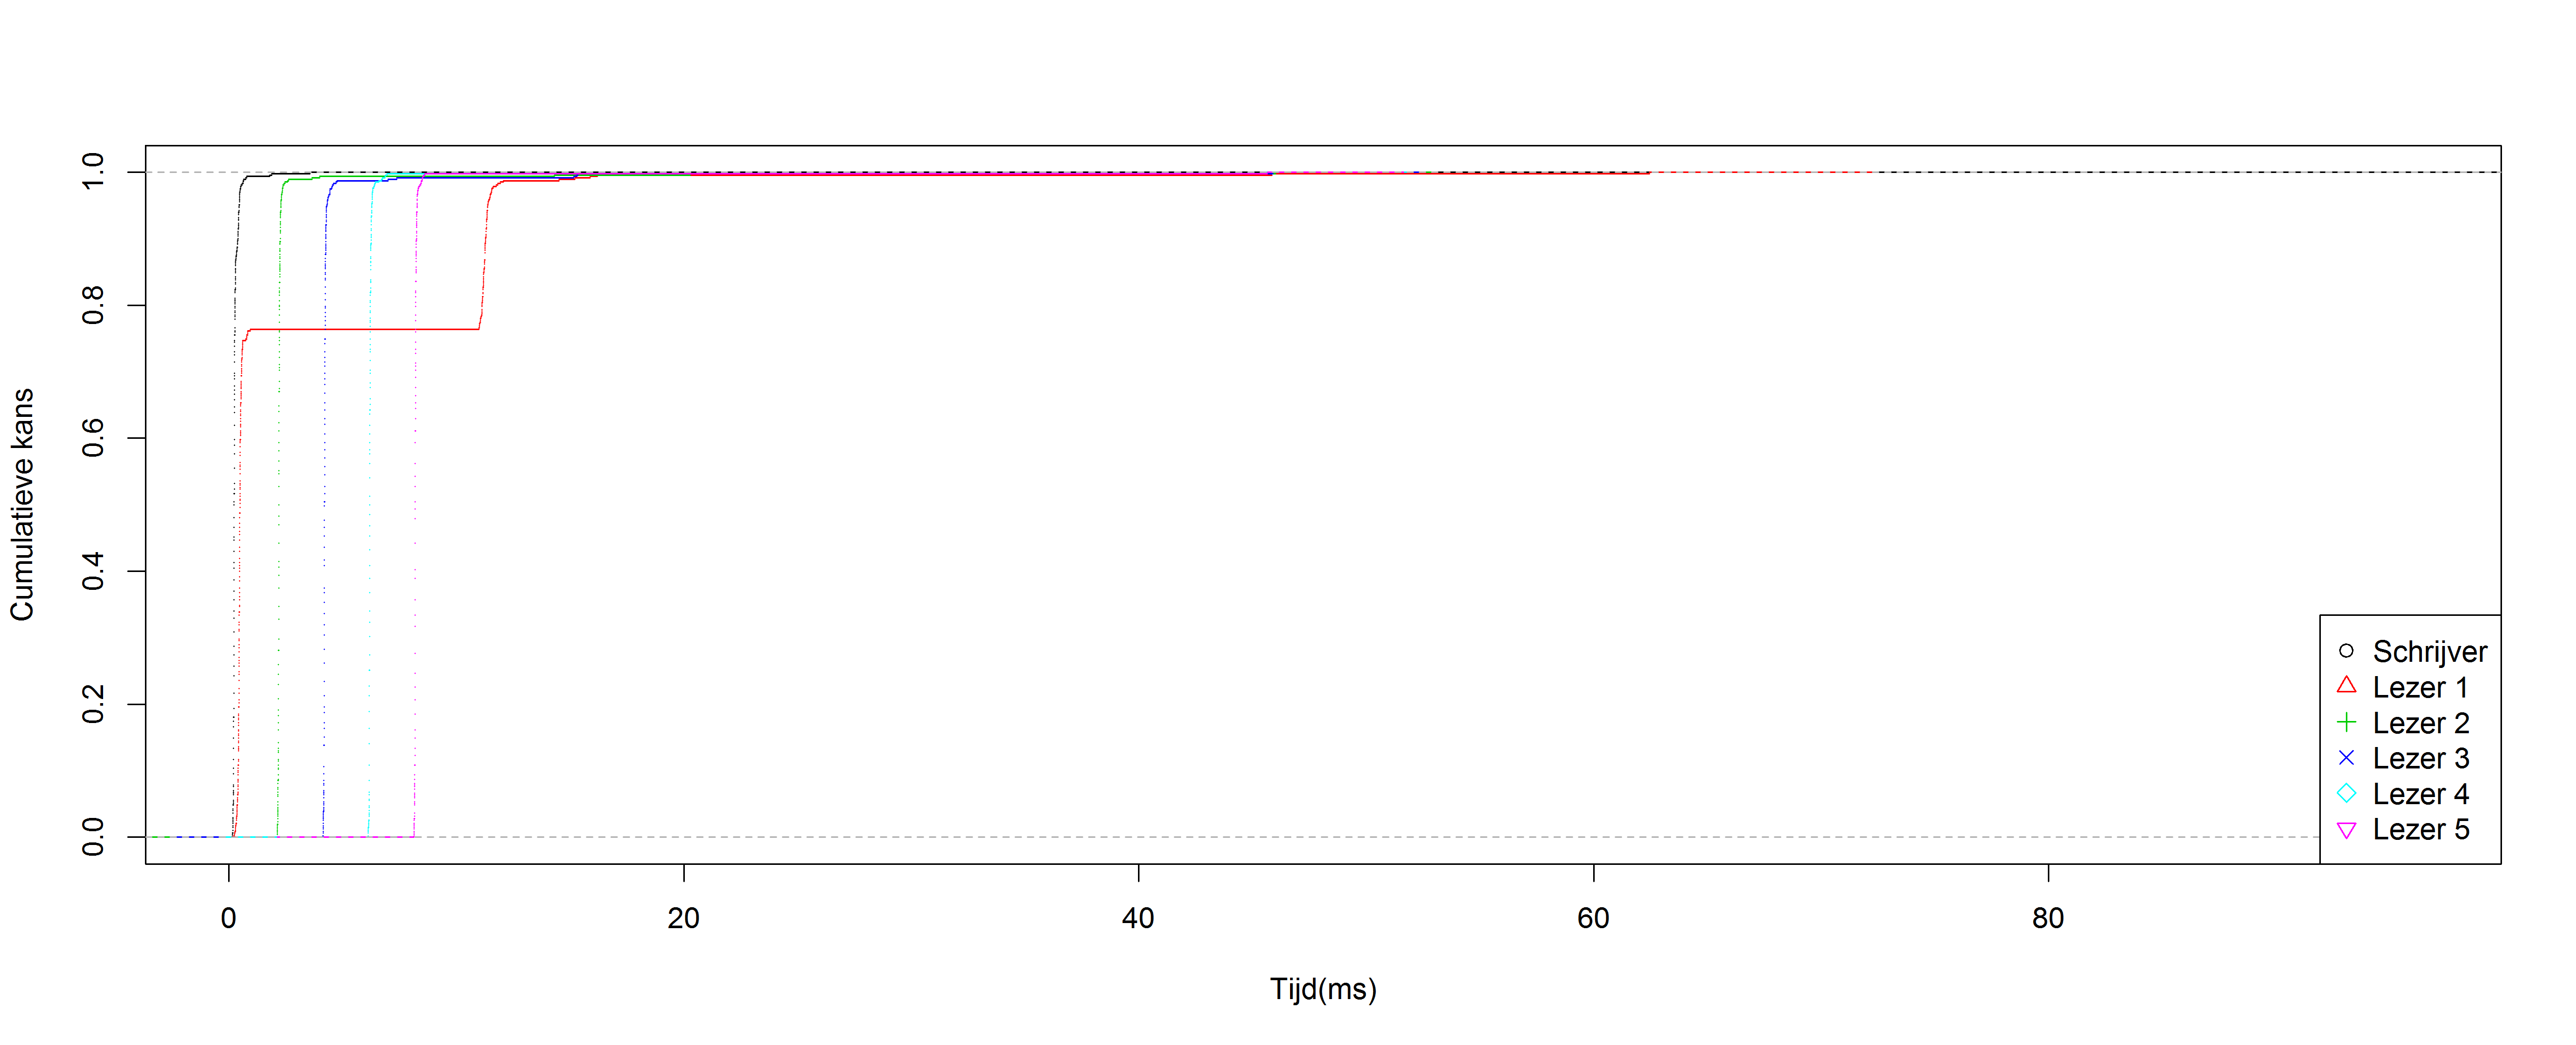 Cumulatieve kans
1.0
0.8
0.6
0.4
0.2
0.0
Schrijver
Lezer 1
Lezer 2
Lezer 3
Lezer 4
Lezer 5
0 20 40 60 80
Tijd(ms)